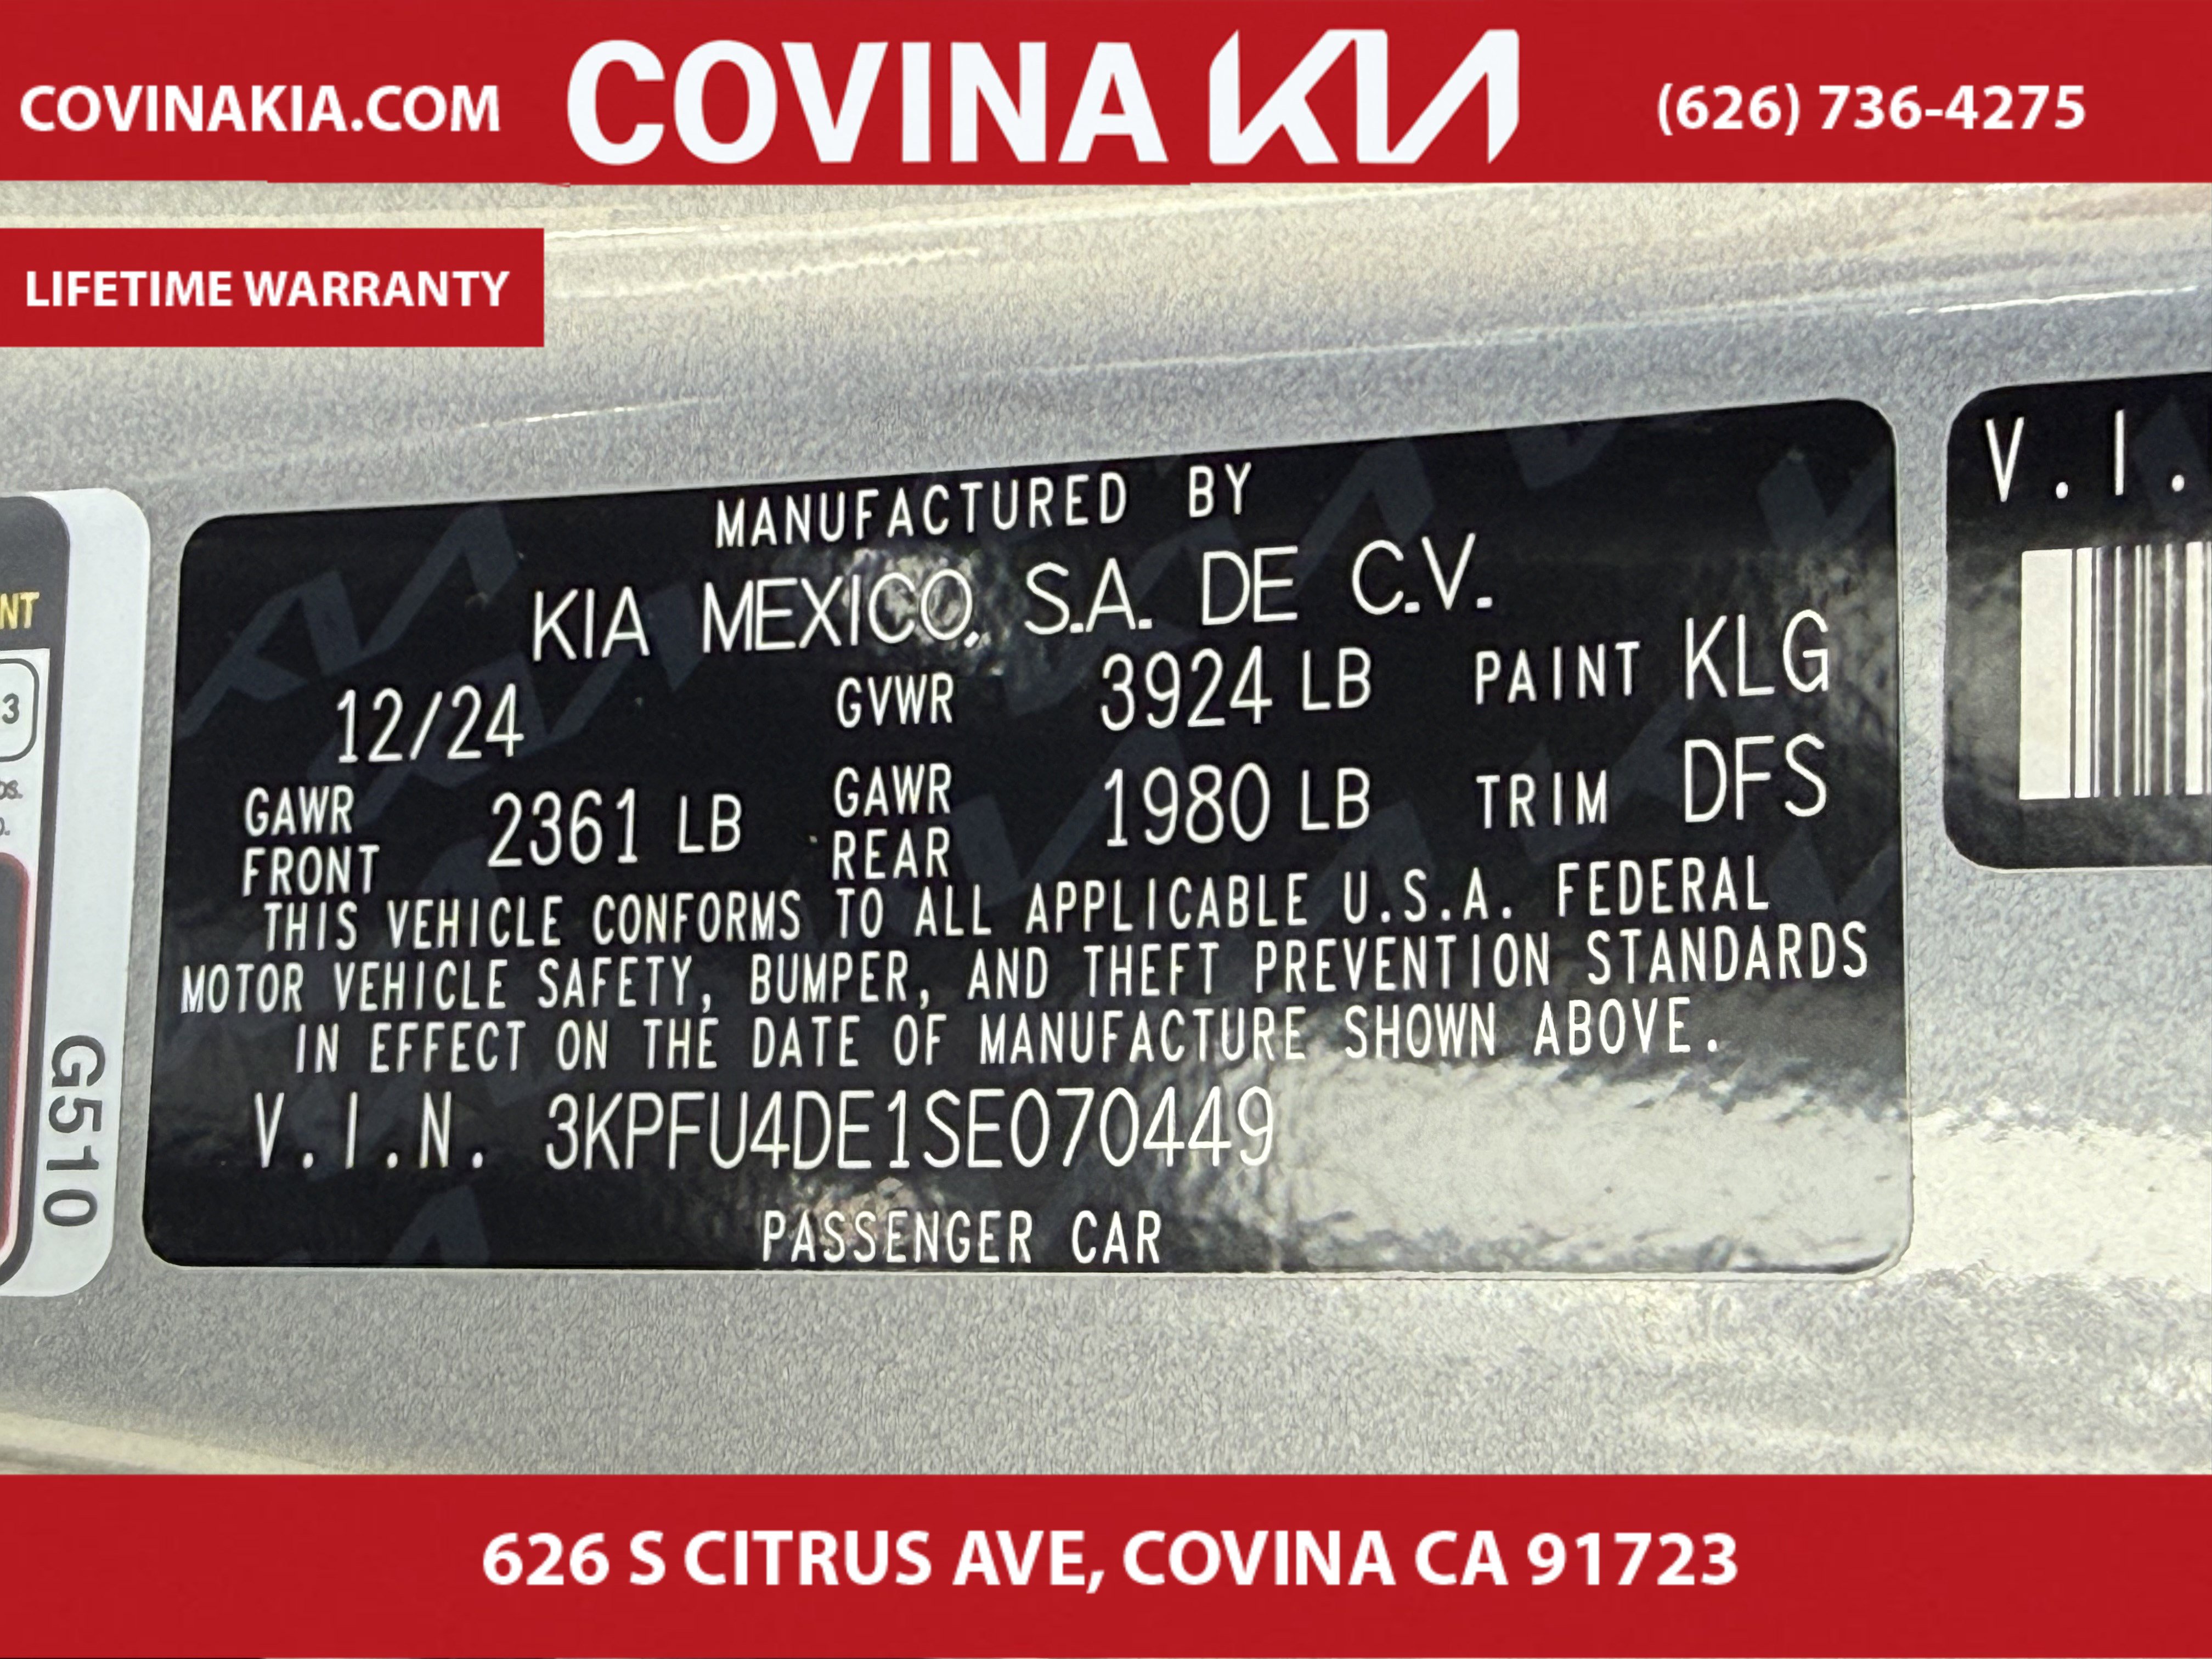 COVINAKIA.COM
COVINA KIA
(626) 736-4275
LIFETIME WARRANTY
MANUFACTURED BY
KIA MEXICO, S.A. DE C.V.
12/24 GVWR 3924 LB PAINT KLG
GAWR FRONT 2361 LB GAWR REAR 1980 LB TRIM DFS
THIS VEHICLE CONFORMS TO ALL APPLICABLE U.S.A. FEDERAL
MOTOR VEHICLE SAFETY, BUMPER, AND THEFT PREVENTION STANDARDS
IN EFFECT ON THE DATE OF MANUFACTURE SHOWN ABOVE.
V.I.N. 3KPFU4DE1SE070449
PASSENGER CAR
V.I.
NT
3
G510
626 S CITRUS AVE, COVINA CA 91723